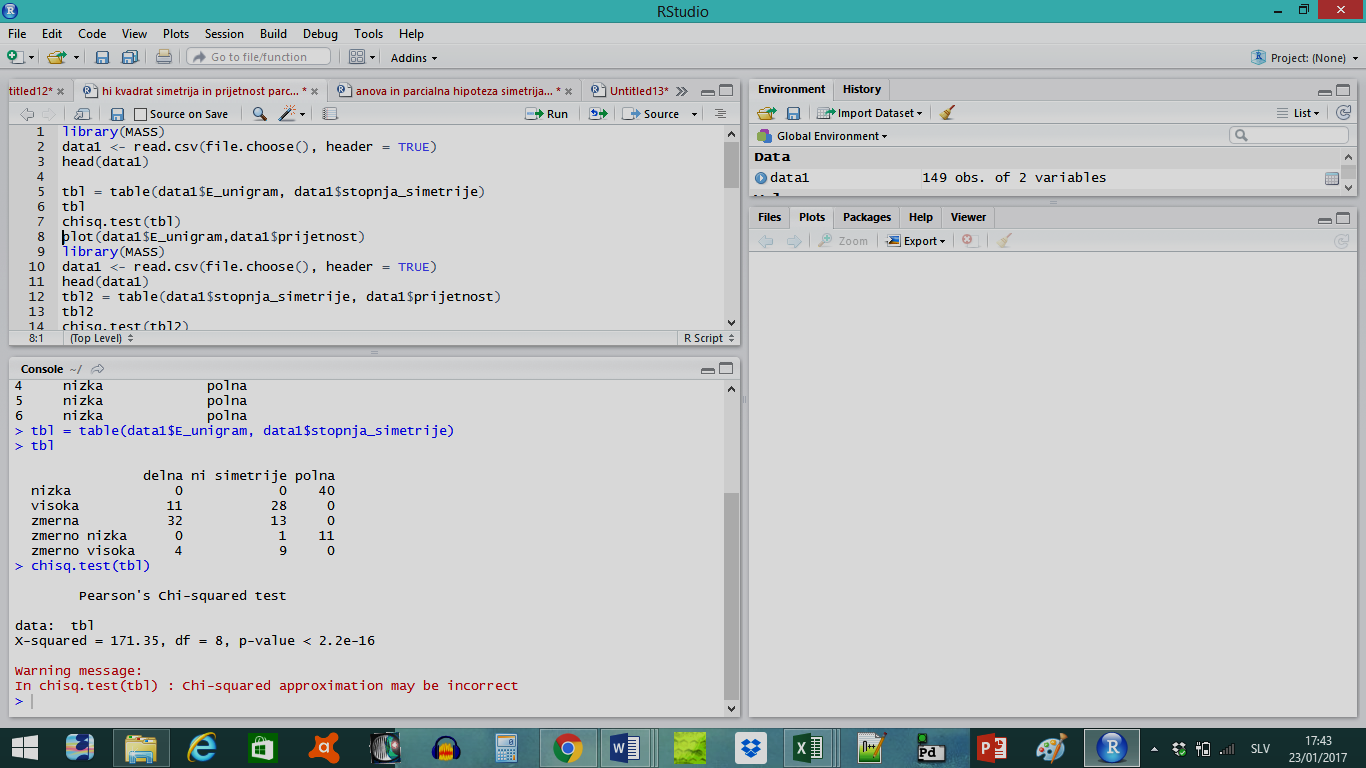 RStudio
File Edit Code View Plots Session Build Debug Tools Help
Go to file/function Addins Project: (None)
titled12* hi kvadrat simetrija in prijetnost parc... * anova in parcialna hipoteza simetrija... * Untitled13*
Source on Save Run Source
1 library(MASS)
2 data1 <- read.csv(file.choose(), header = TRUE)
3 head(data1)
4
5 tbl = table(data1$E_unigram, data1$stopnja_simetrije)
6 tbl
7 chisq.test(tbl)
8 plot(data1$E_unigram,data1$prijetnost)
9 library(MASS)
10 data1 <- read.csv(file.choose(), header = TRUE)
11 head(data1)
12 tbl2 = table(data1$stopnja_simetrije, data1$prijetnost)
13 tbl2
14 chisq.test(tbl2)
8:1 (Top Level) R Script
Console ~/
4 nizka polna
5 nizka polna
6 nizka polna
> tbl = table(data1$E_unigram, data1$stopnja_simetrije)
> tbl
delna ni simetrije polna
nizka 0 0 40
visoka 11 28 0
zmerna 32 13 0
zmerno nizka 0 1 11
zmerno visoka 4 9 0
> chisq.test(tbl)
Pearson's Chi-squared test
data: tbl
X-squared = 171.35, df = 8, p-value < 2.2e-16
Warning message:
In chisq.test(tbl) : Chi-squared approximation may be incorrect
>
Environment History
Import Dataset List
Global Environment
Data
data1 149 obs. of 2 variables
Files Plots Packages Help Viewer
Zoom Export
SLV
17:43
23/01/2017